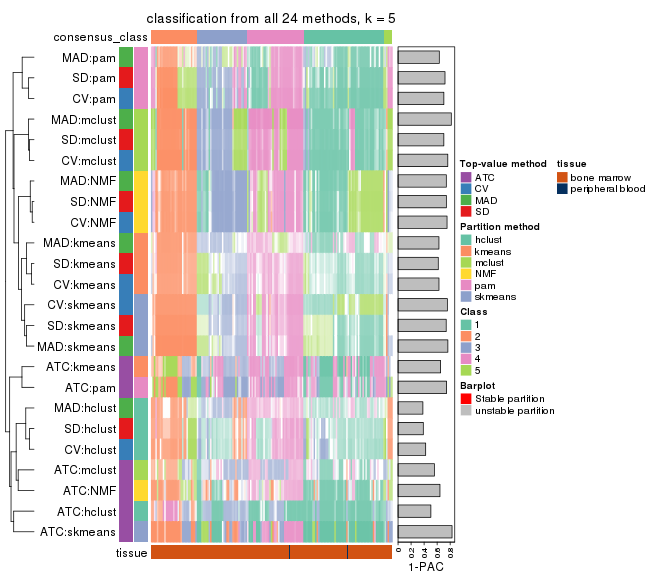 classification from all 24 methods, k = 5
consensus_class
MAD:pam
SD:pam
CV:pam
MAD:mclust
SD:mclust
CV:mclust
MAD:NMF
SD:NMF
CV:NMF
MAD:kmeans
SD:kmeans
CV:kmeans
CV:skmeans
SD:skmeans
MAD:skmeans
ATC:kmeans
ATC:pam
MAD:hclust
SD:hclust
CV:hclust
ATC:mclust
ATC:NMF
ATC:hclust
ATC:skmeans
tissue
0 0.2 0.4 0.6 0.8
1-PAC
Top-value method
ATC
CV
MAD
SD
Partition method
hclust
kmeans
mclust
NMF
pam
skmeans
Class
1
2
3
4
5
Barplot
Stable partition
unstable partition
tissue
bone marrow
peripheral blood